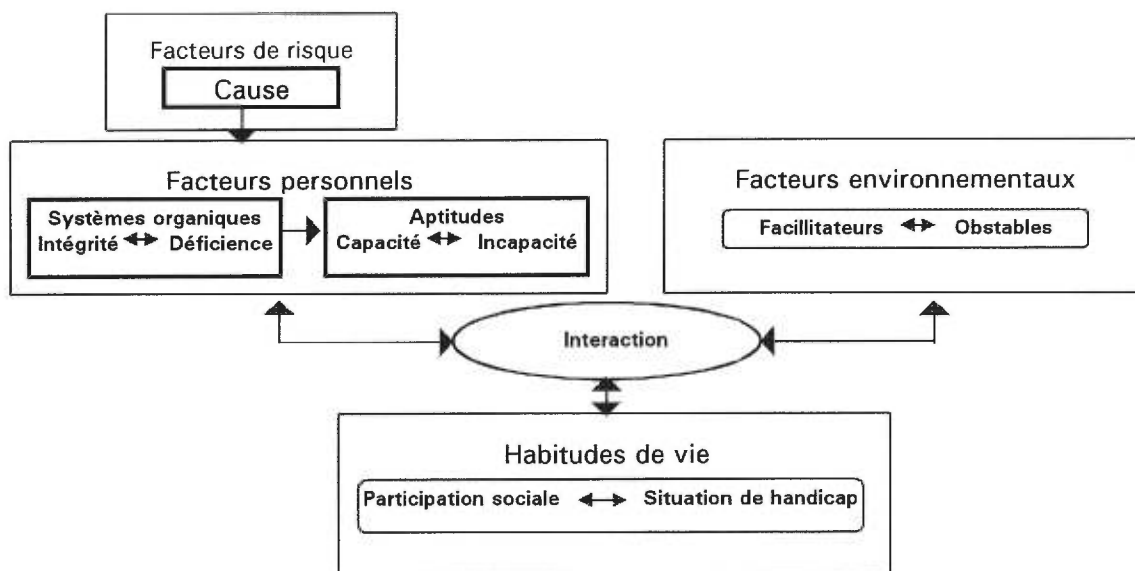 Facteurs de risque
Cause
Facteurs personnels
Systèmes organiques
Intégrité Déficience
Aptitudes
Capacité Incapacité
Facteurs environnementaux
Facillitateurs Obstables
Interaction
Habitudes de vie
Participation sociale Situation de handicap